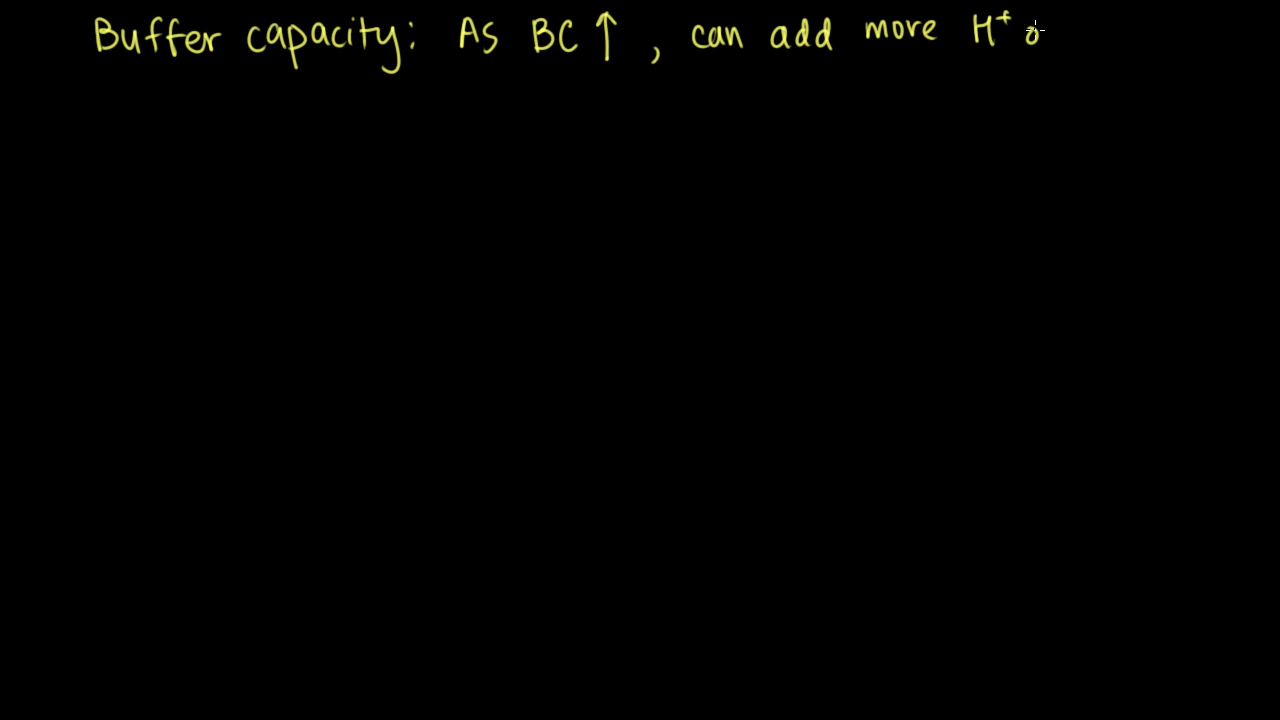 Buffer capacity: As BC ↑, can add more H⁺ o